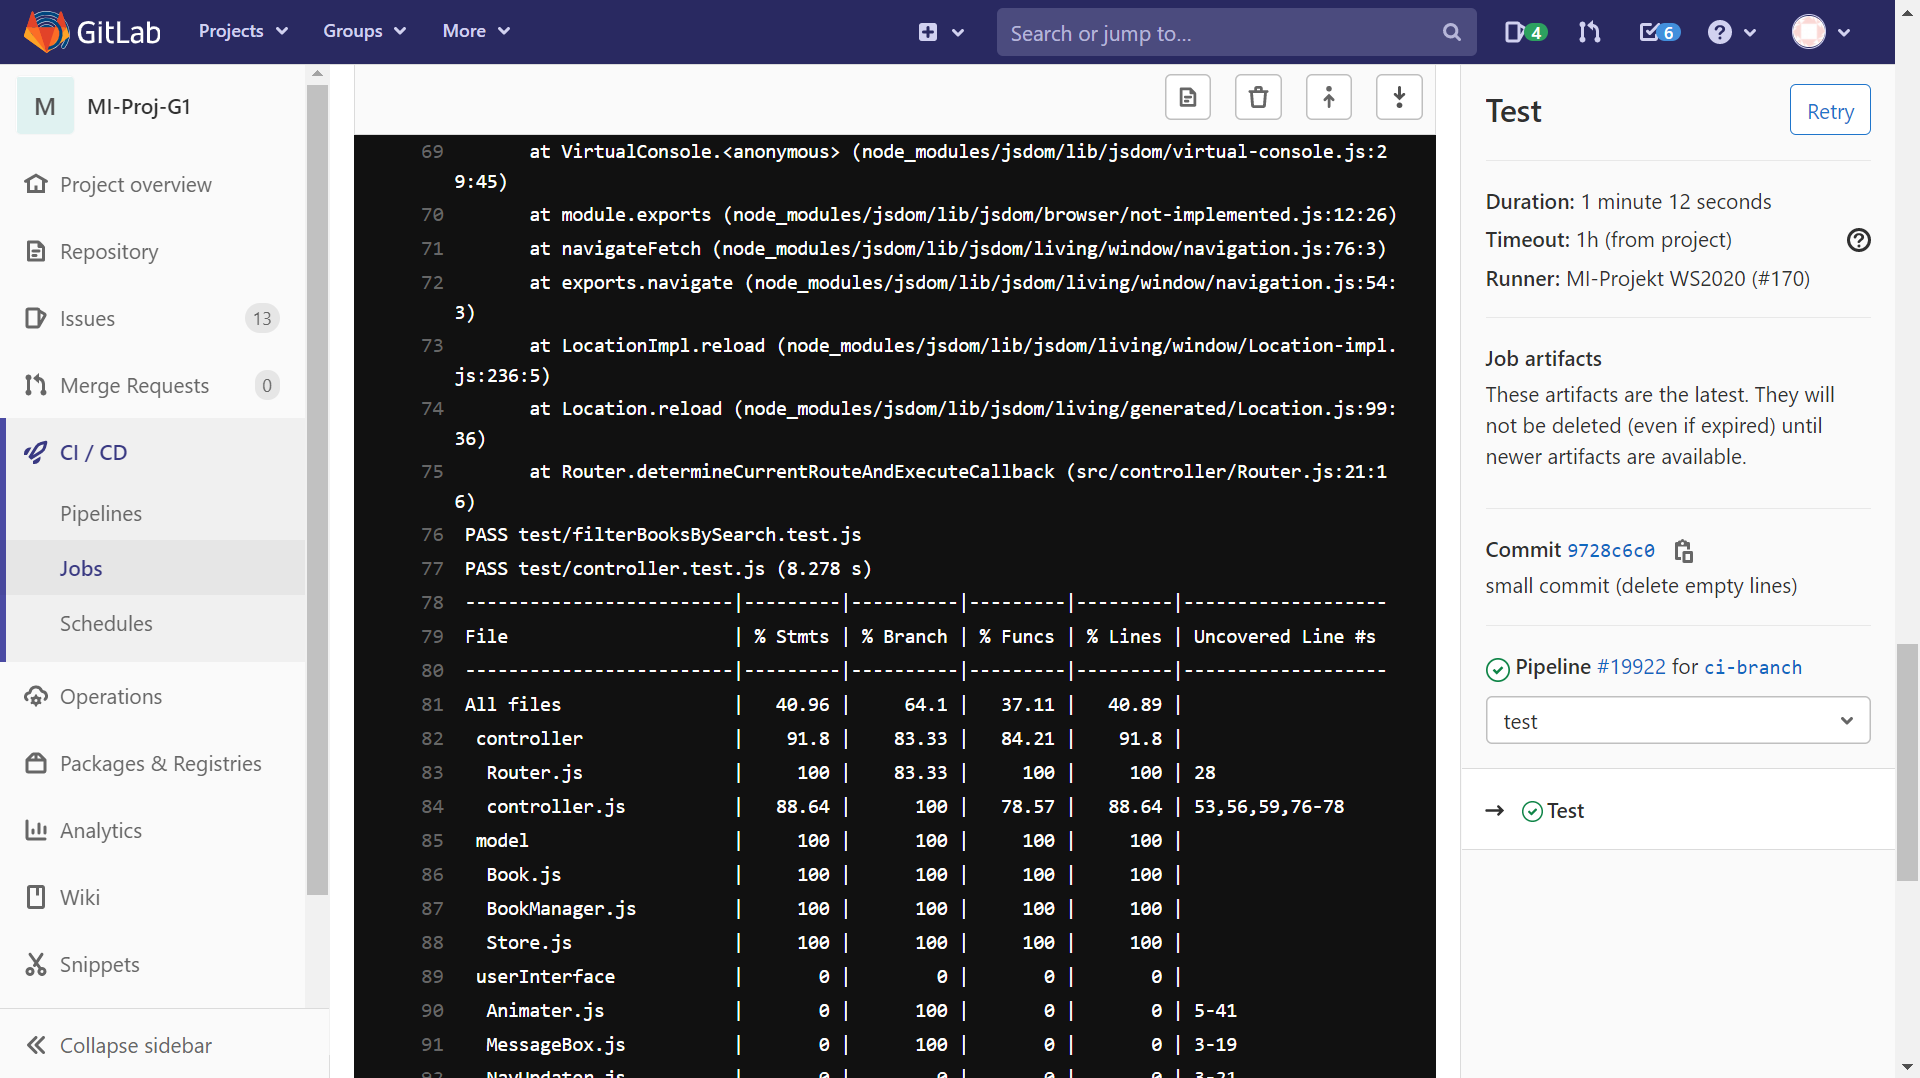 GitLab
Projects
Groups
More
Search or jump to...
4
6
M
MI-Proj-G1
Project overview
Repository
Issues 13
Merge Requests 0
CI / CD
Pipelines
Jobs
Schedules
Operations
Packages & Registries
Analytics
Wiki
Snippets
Collapse sidebar
69 at VirtualConsole.<anonymous> (node_modules/jsdom/lib/jsdom/virtual-console.js:2
9:45)
70 at module.exports (node_modules/jsdom/lib/jsdom/browser/not-implemented.js:12:26)
71 at navigateFetch (node_modules/jsdom/lib/jsdom/living/window/navigation.js:76:3)
72 at exports.navigate (node_modules/jsdom/lib/jsdom/living/window/navigation.js:54:
3)
73 at LocationImpl.reload (node_modules/jsdom/lib/jsdom/living/window/Location-impl.
js:236:5)
74 at Location.reload (node_modules/jsdom/lib/jsdom/living/generated/Location.js:99:
36)
75 at Router.determineCurrentRouteAndExecuteCallback (src/controller/Router.js:21:1
6)
76 PASS test/filterBooksBySearch.test.js
77 PASS test/controller.test.js (8.278 s)
78 -------------------------|---------|----------|---------|---------|-------------------
79 File | % Stmts | % Branch | % Funcs | % Lines | Uncovered Line #s
80 -------------------------|---------|----------|---------|---------|-------------------
81 All files | 40.96 | 64.1 | 37.11 | 40.89 |
82 controller | 91.8 | 83.33 | 84.21 | 91.8 |
83 Router.js | 100 | 83.33 | 100 | 100 | 28
84 controller.js | 88.64 | 100 | 78.57 | 88.64 | 53,56,59,76-78
85 model | 100 | 100 | 100 | 100 |
86 Book.js | 100 | 100 | 100 | 100 |
87 BookManager.js | 100 | 100 | 100 | 100 |
88 Store.js | 100 | 100 | 100 | 100 |
89 userInterface | 0 | 0 | 0 | 0 |
90 Animater.js | 0 | 100 | 0 | 0 | 5-41
91 MessageBox.js | 0 | 100 | 0 | 0 | 3-19
92 NavUpdater.js | 0 | 0 | 0 | 0 | 3-21
Test
Retry
Duration: 1 minute 12 seconds
Timeout: 1h (from project)
Runner: MI-Projekt WS2020 (#170)
Job artifacts
These artifacts are the latest. They will
not be deleted (even if expired) until
newer artifacts are available.
Commit 9728c6c0
small commit (delete empty lines)
Pipeline #19922 for ci-branch
test
Test